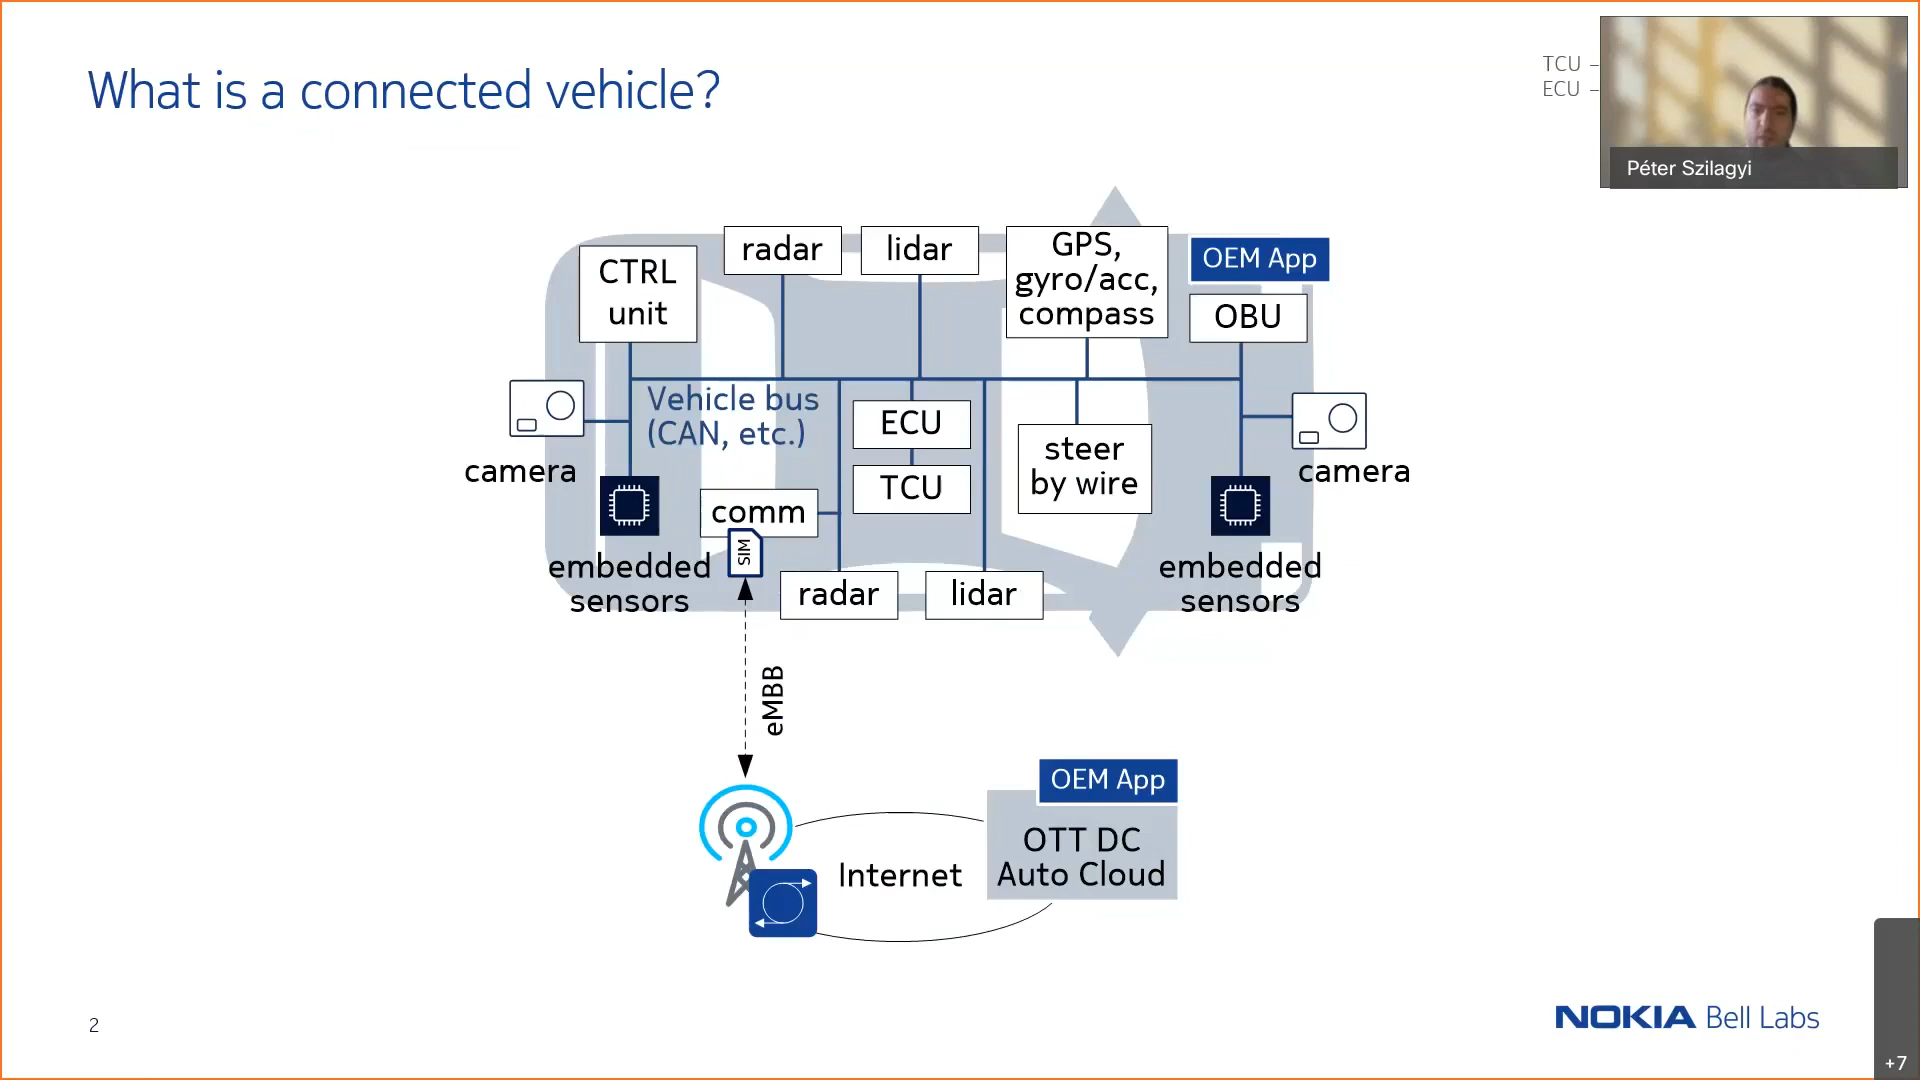 What is a connected vehicle?
TCU –
ECU –
Péter Szilagyi
radar
lidar
GPS,
gyro/acc,
compass
OEM App
CTRL
unit
OBU
Vehicle bus
(CAN, etc.)
ECU
TCU
steer
by wire
camera
camera
comm
SIM
embedded
sensors
radar
lidar
embedded
sensors
eMBB
OEM App
OTT DC
Auto Cloud
Internet
2
NOKIA Bell Labs
+7